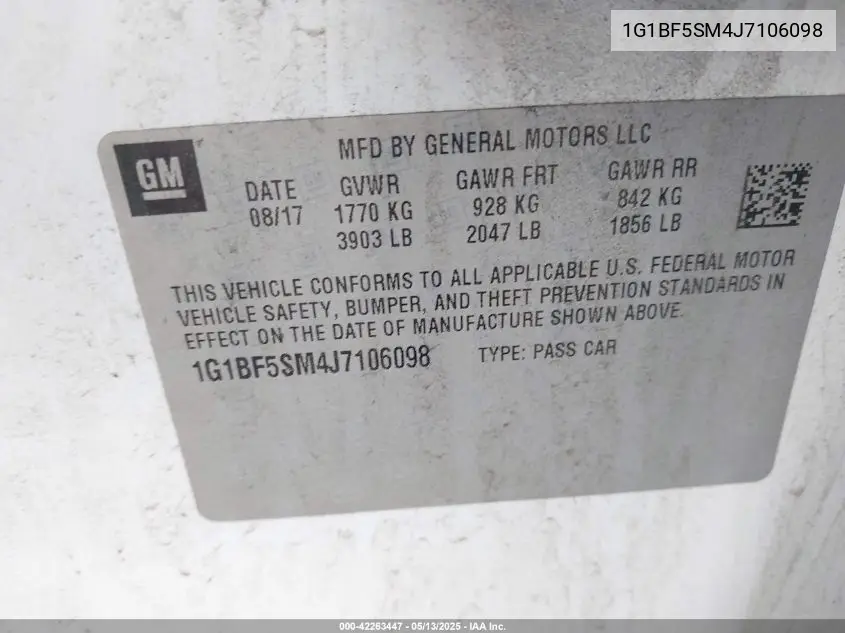 1G1BF5SM4J7106098
MFD BY GENERAL MOTORS LLC
GM
DATE GVWR GAWR FRT GAWR RR
08/17 1770 KG 928 KG 842 KG
3903 LB 2047 LB 1856 LB
THIS VEHICLE CONFORMS TO ALL APPLICABLE U.S. FEDERAL MOTOR
VEHICLE SAFETY, BUMPER, AND THEFT PREVENTION STANDARDS IN
EFFECT ON THE DATE OF MANUFACTURE SHOWN ABOVE.
1G1BF5SM4J7106098 TYPE: PASS CAR
000-42263447 - 05/13/2025 - IAA Inc.